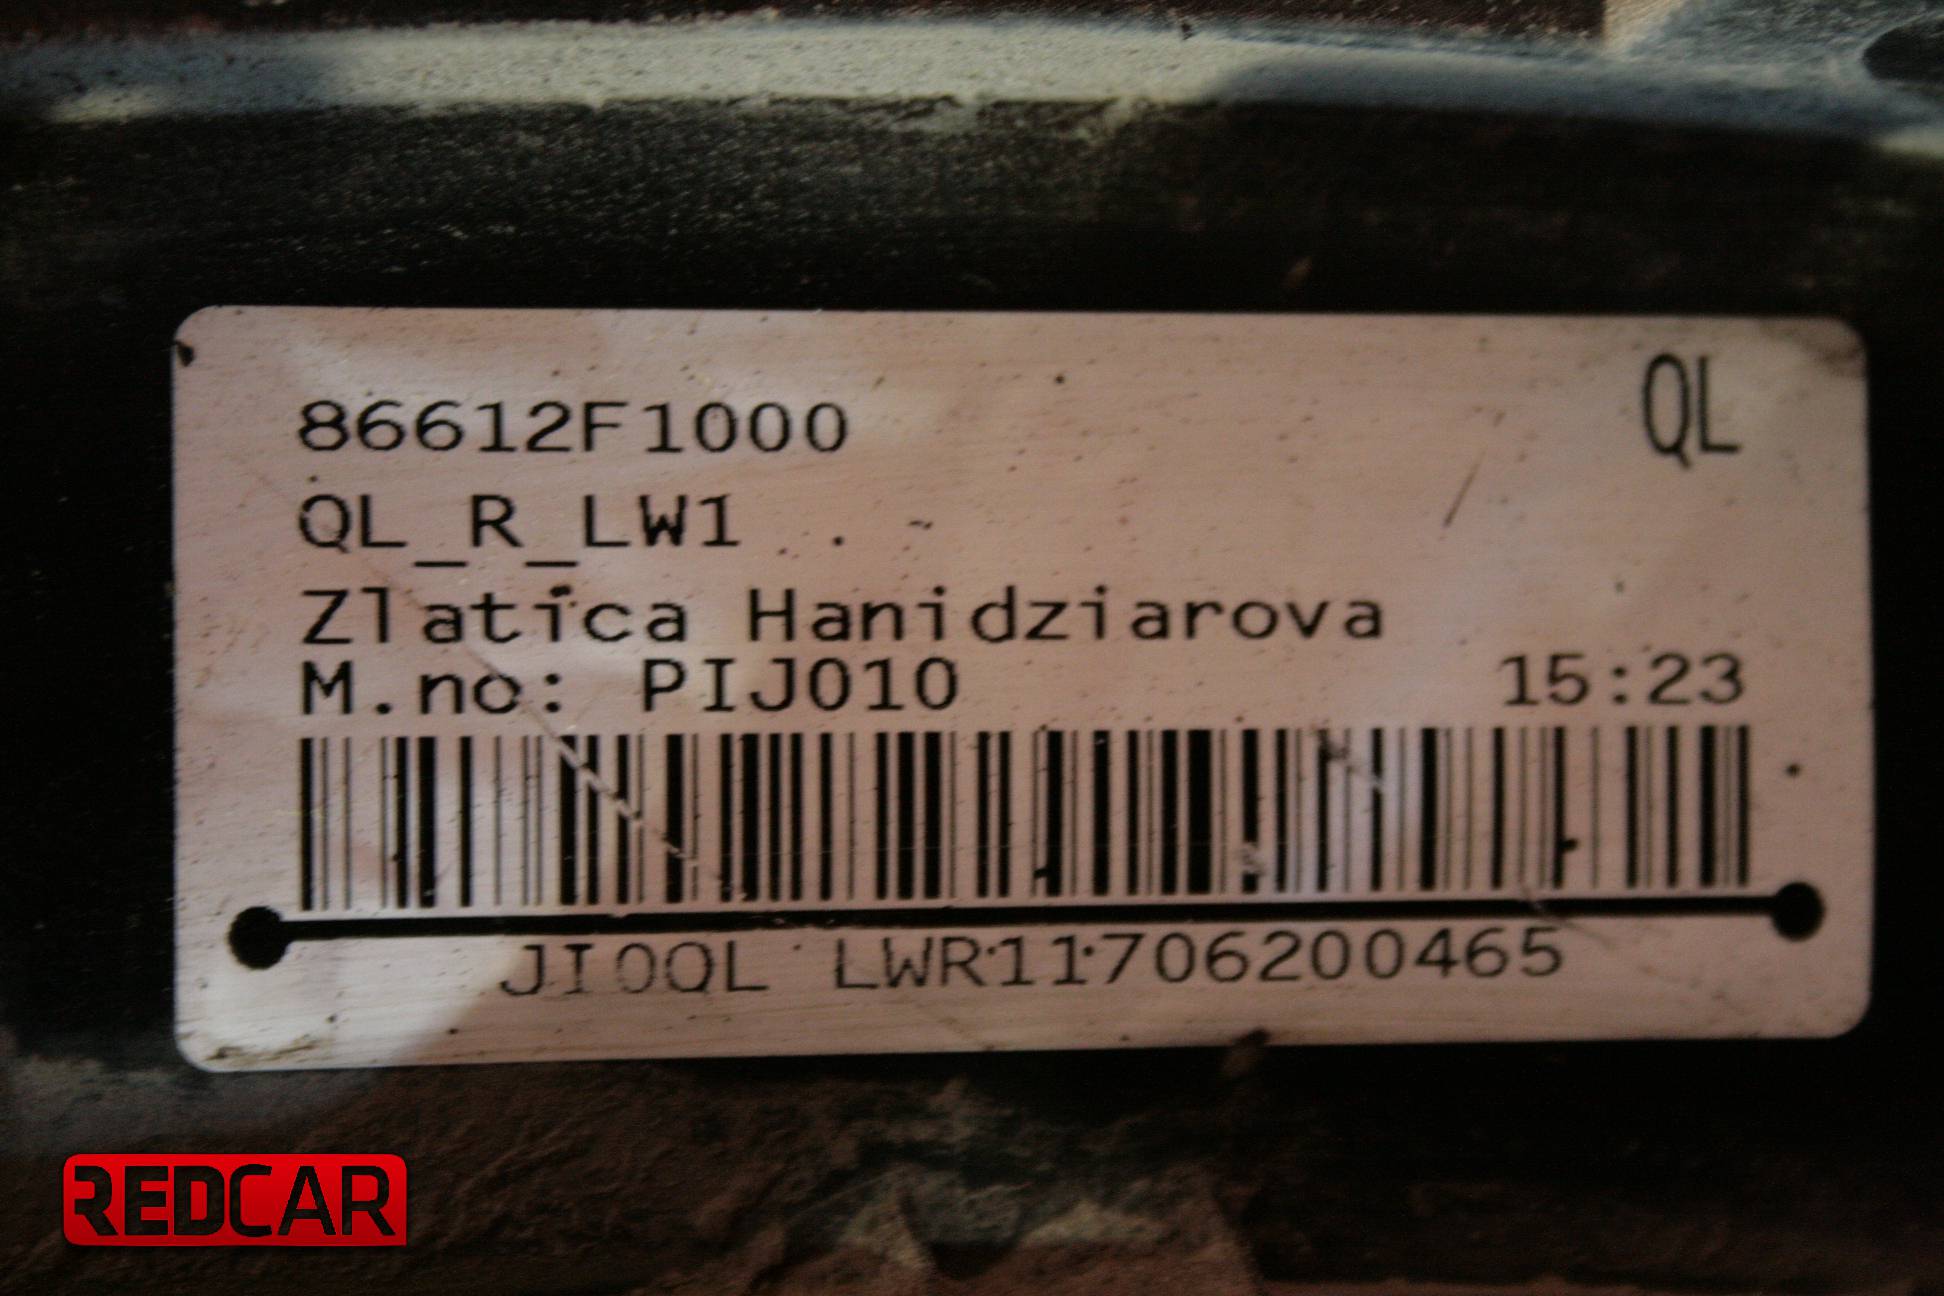 86612F1000
QL
QL_R_LW1
Zlatica Hanidziarova
M.no: PIJ010
15:23
JI0QL LWR11706200465
REDCAR